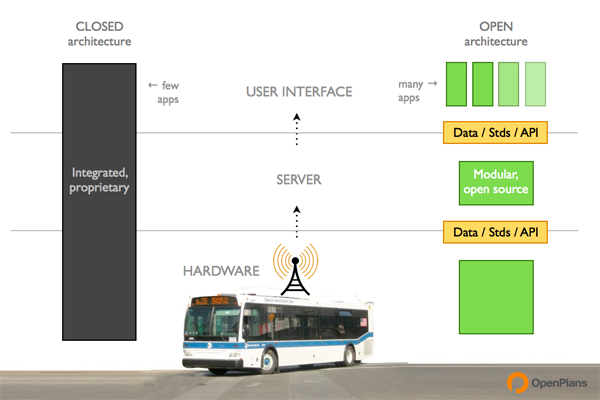 CLOSED
architecture
OPEN
architecture
← few
apps
USER INTERFACE
many →
apps
Data / Stds / API
Integrated,
proprietary
SERVER
Modular,
open source
Data / Stds / API
HARDWARE
OpenPlans